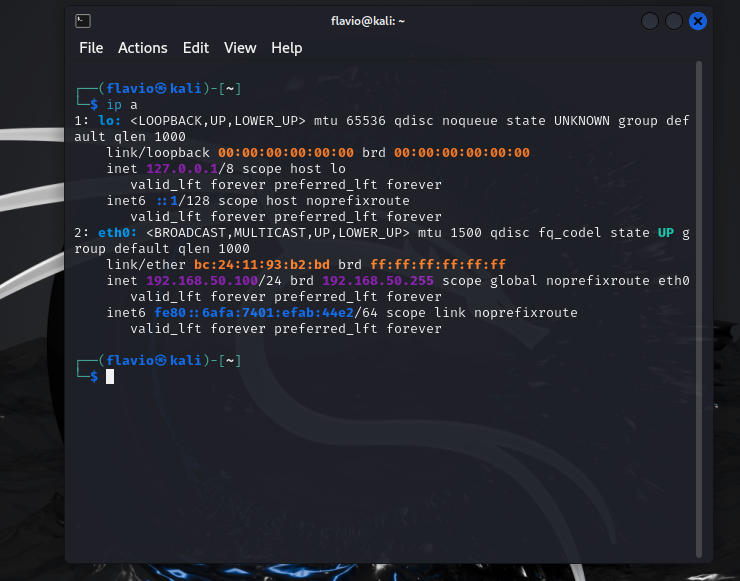 flavio@kali: ~
File Actions Edit View Help
┌──(flavio㉿kali)-[~]
└─$ ip a
1: lo: <LOOPBACK,UP,LOWER_UP> mtu 65536 qdisc noqueue state UNKNOWN group def
ault qlen 1000
    link/loopback 00:00:00:00:00:00 brd 00:00:00:00:00:00
    inet 127.0.0.1/8 scope host lo
       valid_lft forever preferred_lft forever
    inet6 ::1/128 scope host noprefixroute
       valid_lft forever preferred_lft forever
2: eth0: <BROADCAST,MULTICAST,UP,LOWER_UP> mtu 1500 qdisc fq_codel state UP g
roup default qlen 1000
    link/ether bc:24:11:93:b2:bd brd ff:ff:ff:ff:ff:ff
    inet 192.168.50.100/24 brd 192.168.50.255 scope global noprefixroute eth0
       valid_lft forever preferred_lft forever
    inet6 fe80::6afa:7401:efab:44e2/64 scope link noprefixroute
       valid_lft forever preferred_lft forever
┌──(flavio㉿kali)-[~]
└─$